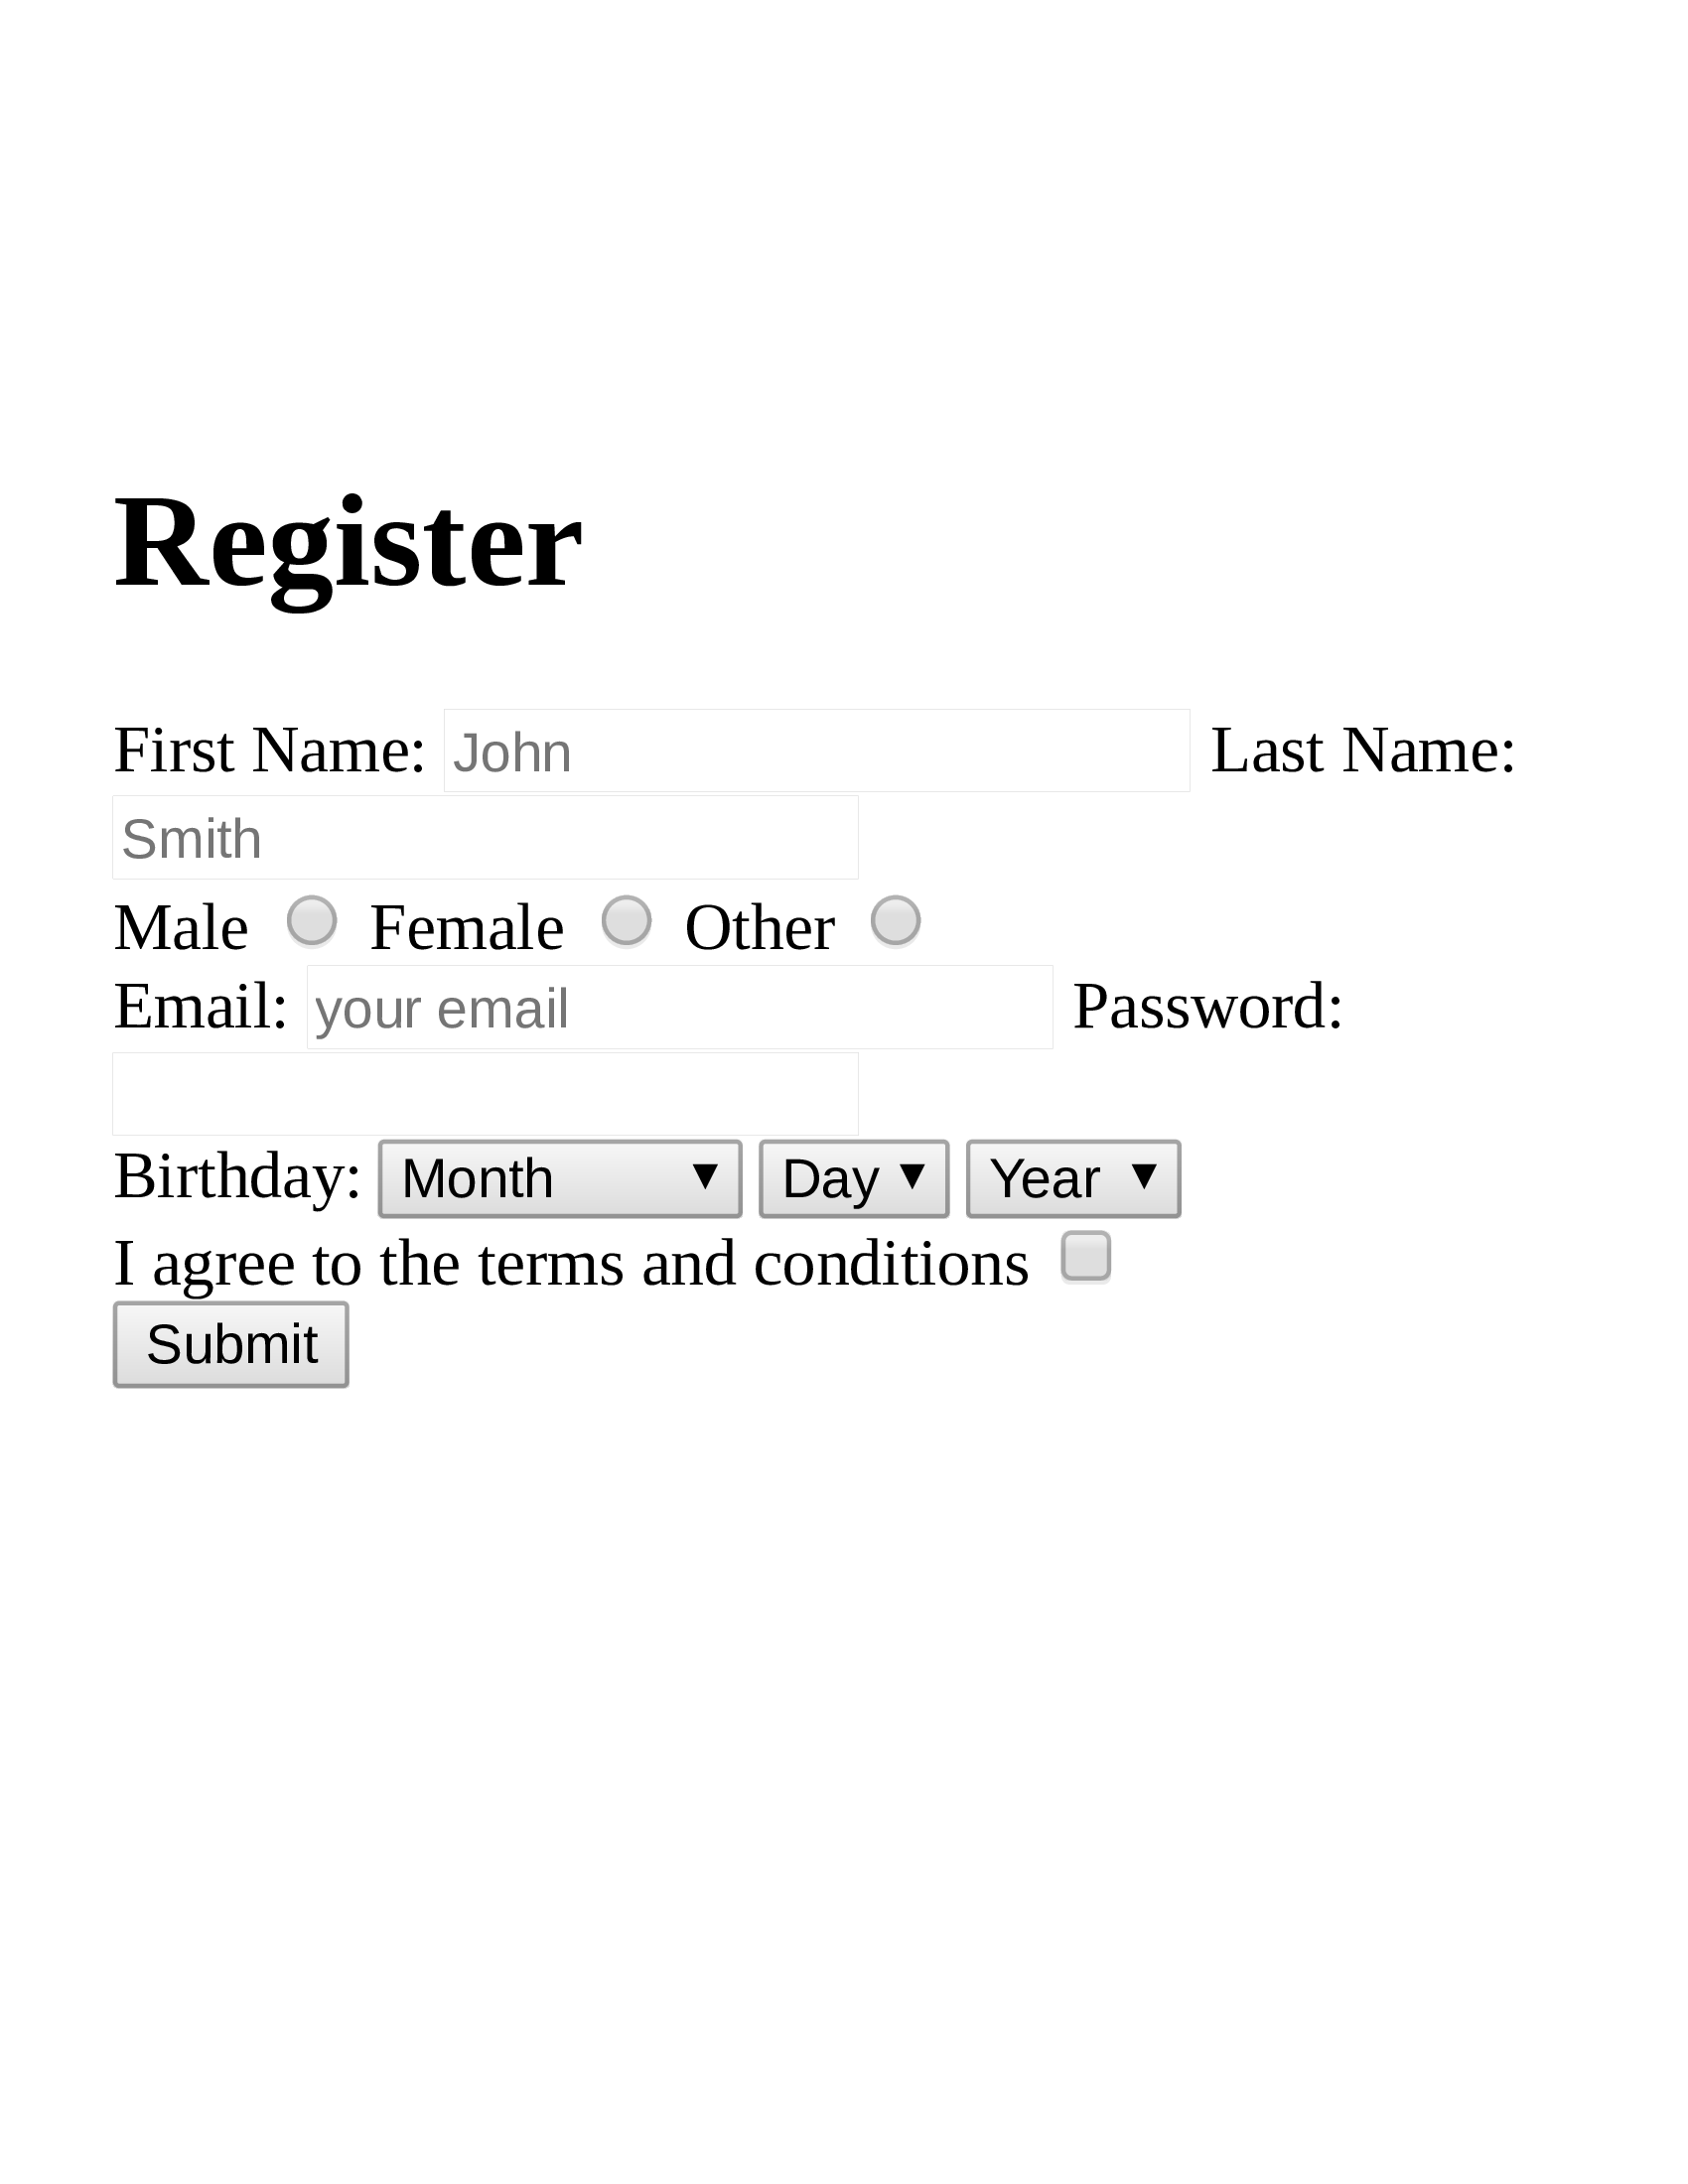 Register
First Name: John Last Name:
Smith
Male Female Other
Email: your email Password:
Birthday: Month Day Year
I agree to the terms and conditions
Submit